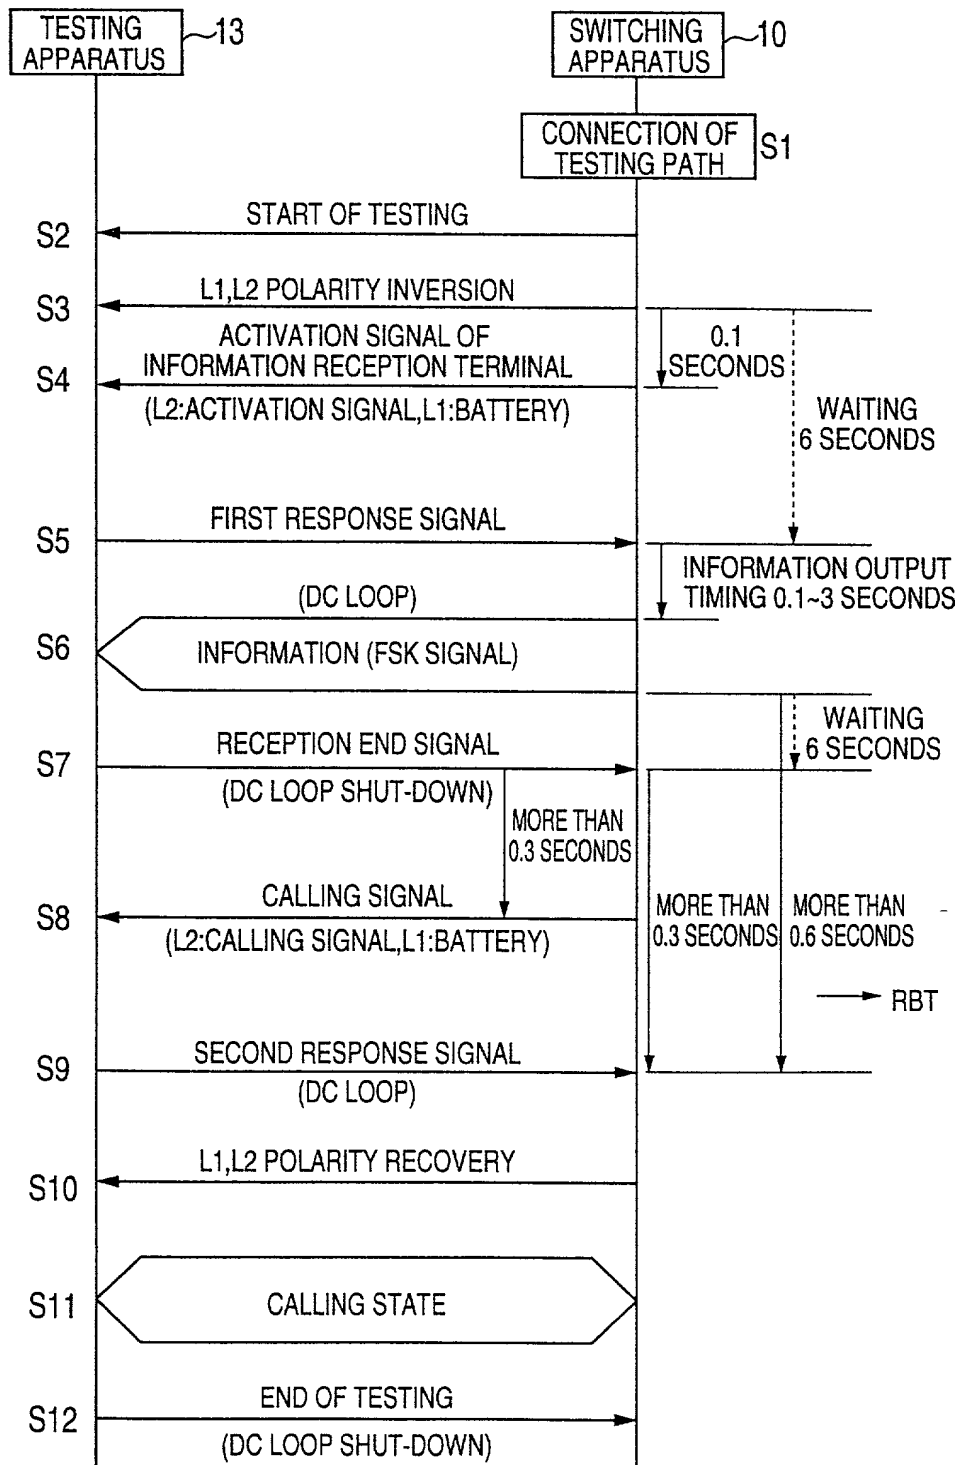 TESTING
APPARATUS
13
SWITCHING
APPARATUS
10
CONNECTION OF
TESTING PATH
S1
START OF TESTING
S2
L1,L2 POLARITY INVERSION
S3
ACTIVATION SIGNAL OF
INFORMATION RECEPTION TERMINAL
S4
(L2:ACTIVATION SIGNAL,L1:BATTERY)
0.1
SECONDS
WAITING
6 SECONDS
FIRST RESPONSE SIGNAL
S5
(DC LOOP)
INFORMATION OUTPUT
TIMING 0.1~3 SECONDS
S6
INFORMATION (FSK SIGNAL)
WAITING
6 SECONDS
RECEPTION END SIGNAL
S7
(DC LOOP SHUT-DOWN)
MORE THAN
0.3 SECONDS
CALLING SIGNAL
S8
(L2:CALLING SIGNAL,L1:BATTERY)
MORE THAN
0.3 SECONDS
MORE THAN
0.6 SECONDS
RBT
SECOND RESPONSE SIGNAL
S9
(DC LOOP)
L1,L2 POLARITY RECOVERY
S10
S11
CALLING STATE
END OF TESTING
S12
(DC LOOP SHUT-DOWN)